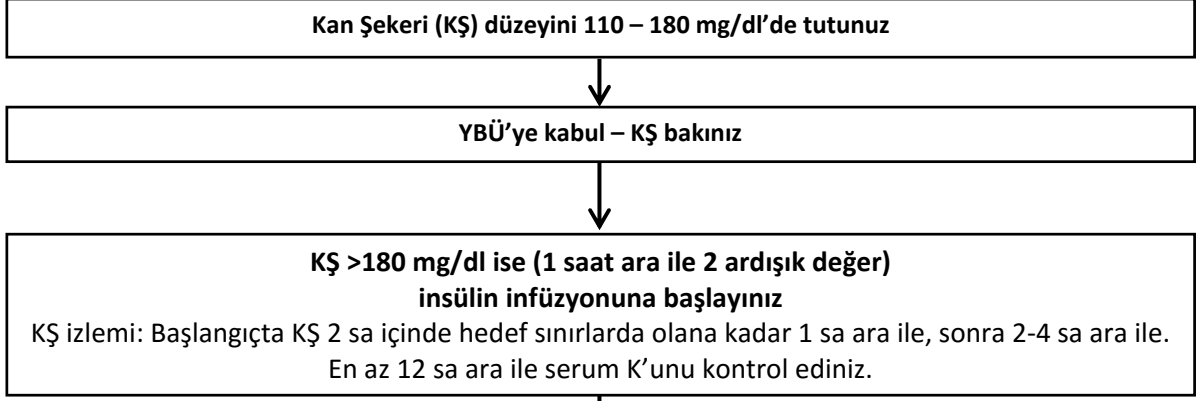 Kan Şekeri (KŞ) düzeyini 110 – 180 mg/dl’de tutunuz
YBÜ’ye kabul – KŞ bakınız
KŞ >180 mg/dl ise (1 saat ara ile 2 ardışık değer)
insülin infüzyonuna başlayınız
KŞ izlemi: Başlangıçta KŞ 2 sa içinde hedef sınırlarda olana kadar 1 sa ara ile, sonra 2-4 sa ara ile.
En az 12 sa ara ile serum K’unu kontrol ediniz.